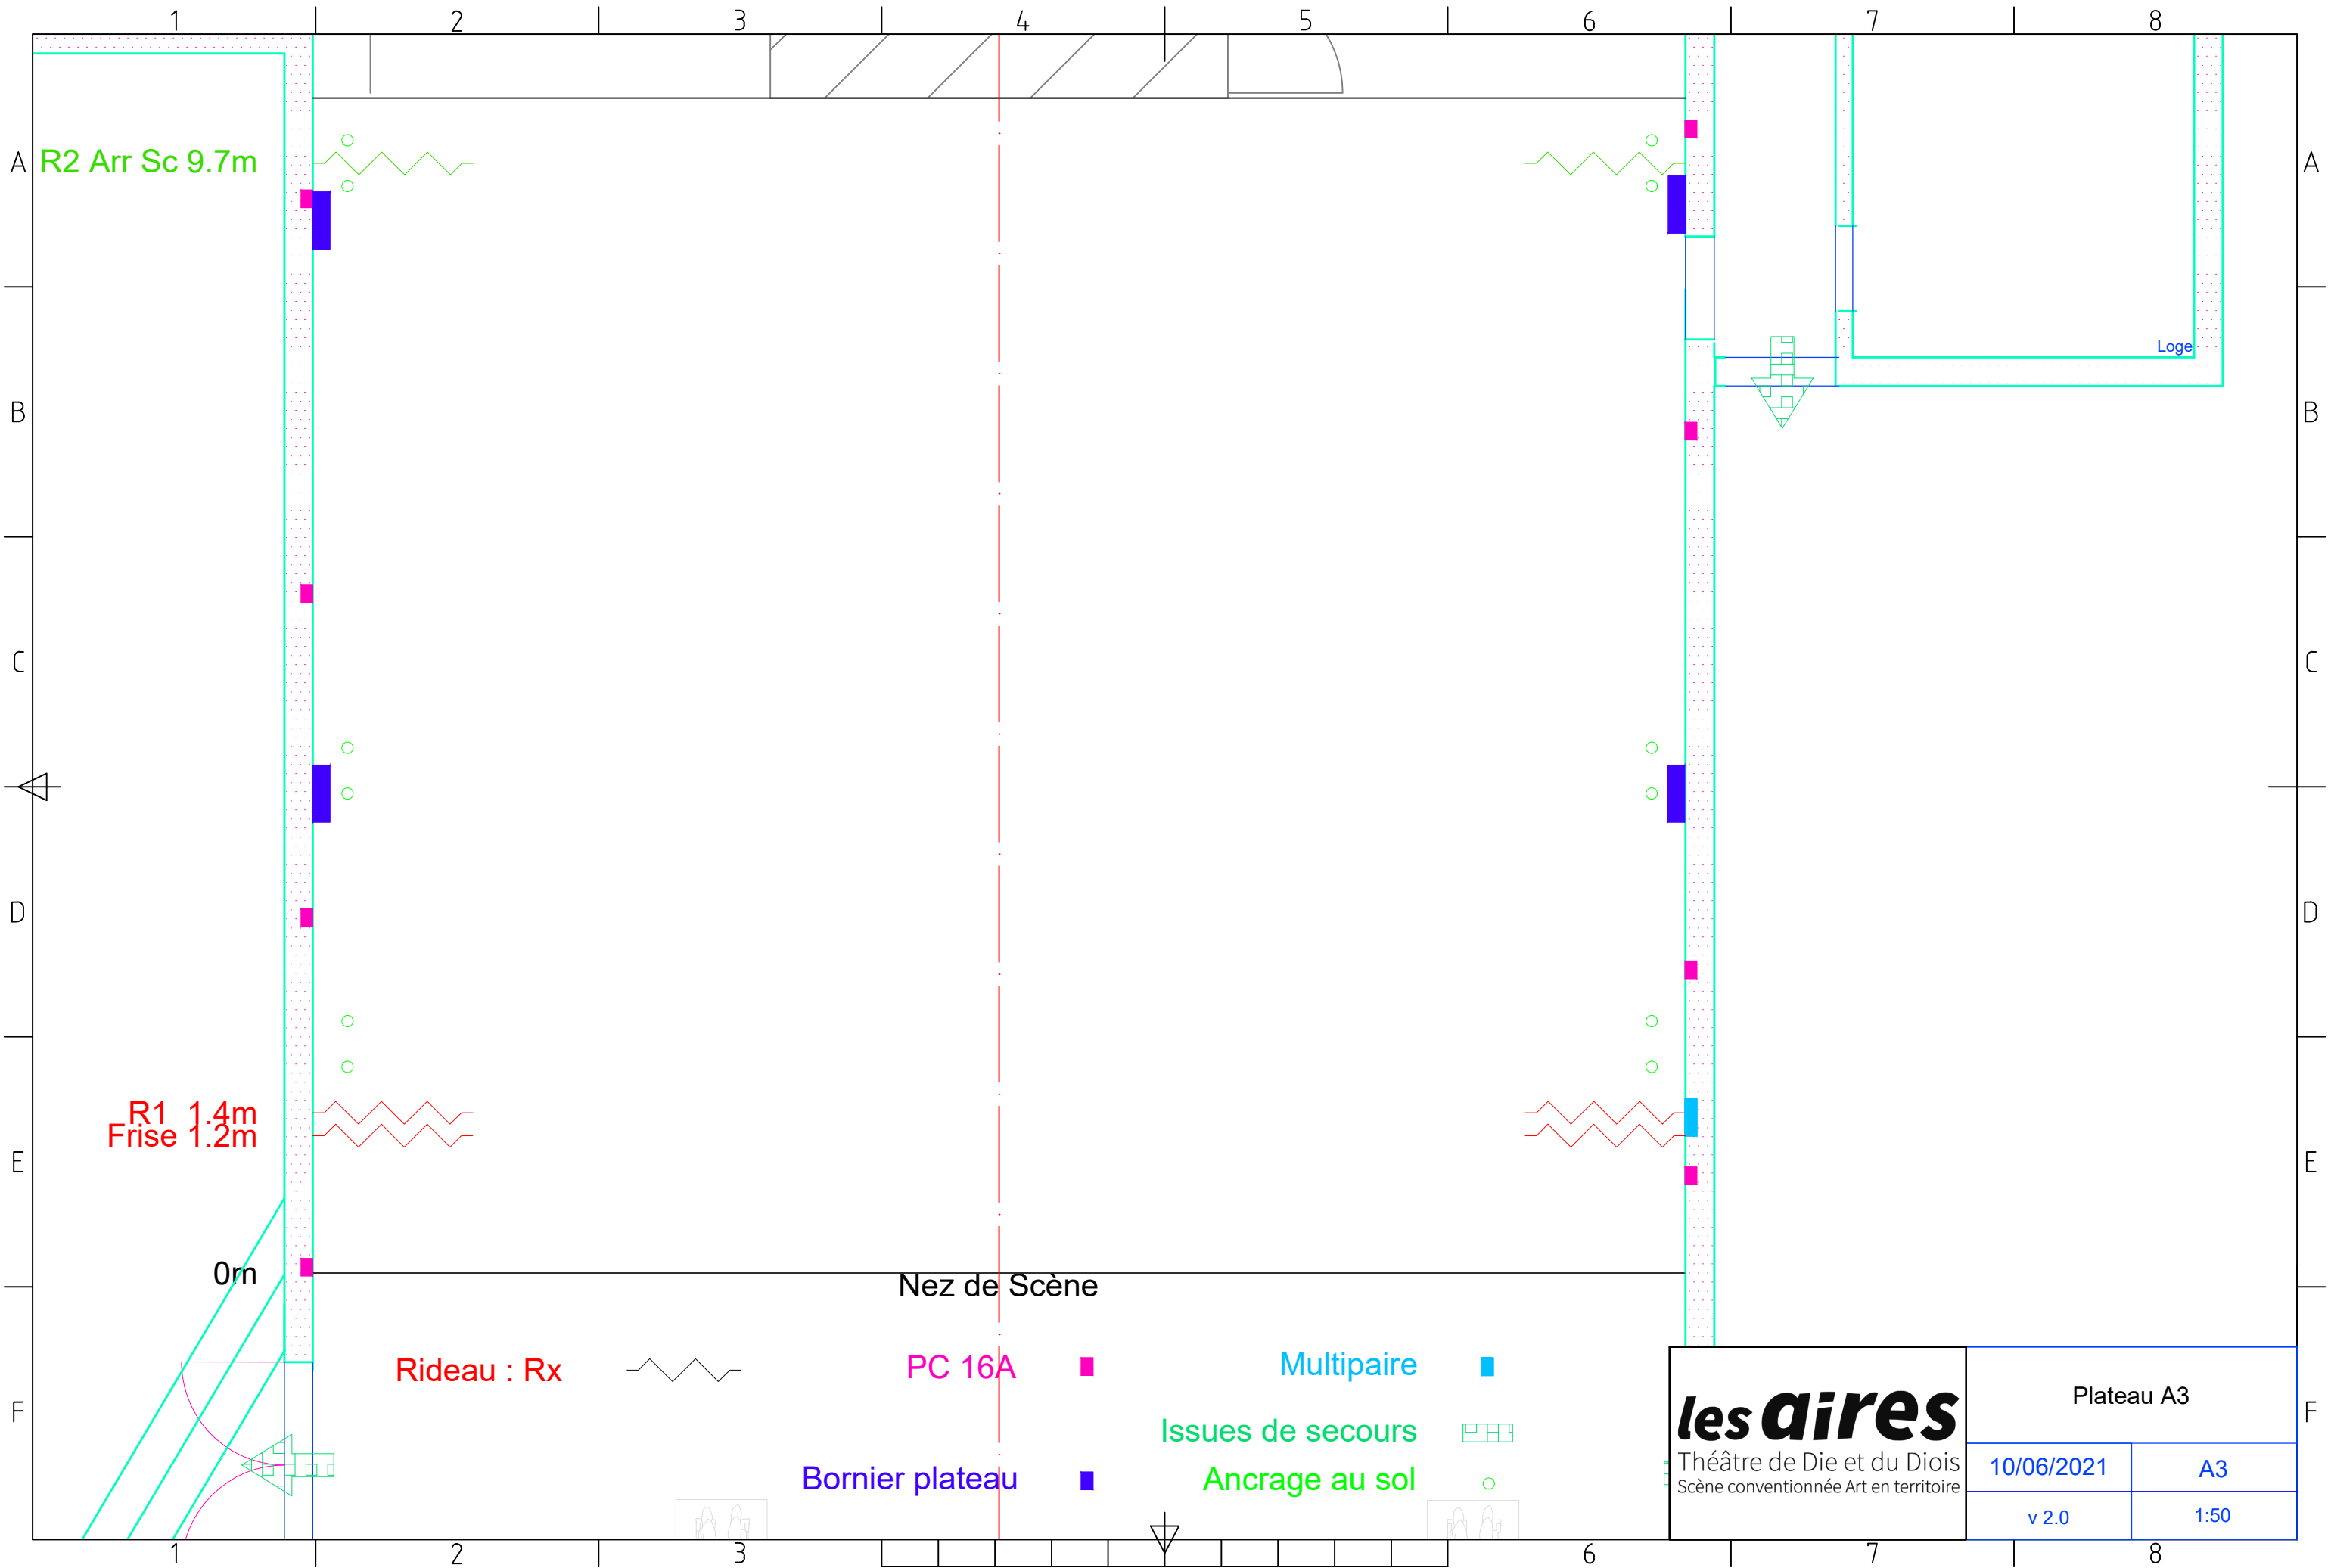 1 2 3 4 5 6 7 8
A R2 Arr Sc 9.7m A
Loge
B B
C C
D D
R1 1.4m
Frise 1.2m
E E
0m
Nez de Scène
Rideau : Rx PC 16A Multipaire
Issues de secours
Bornier plateau Ancrage au sol
F F
les aires
Théâtre de Die et du Diois
Scène conventionnée Art en territoire
Plateau A3
10/06/2021 A3
v 2.0 1:50
1 2 3 6 7 8